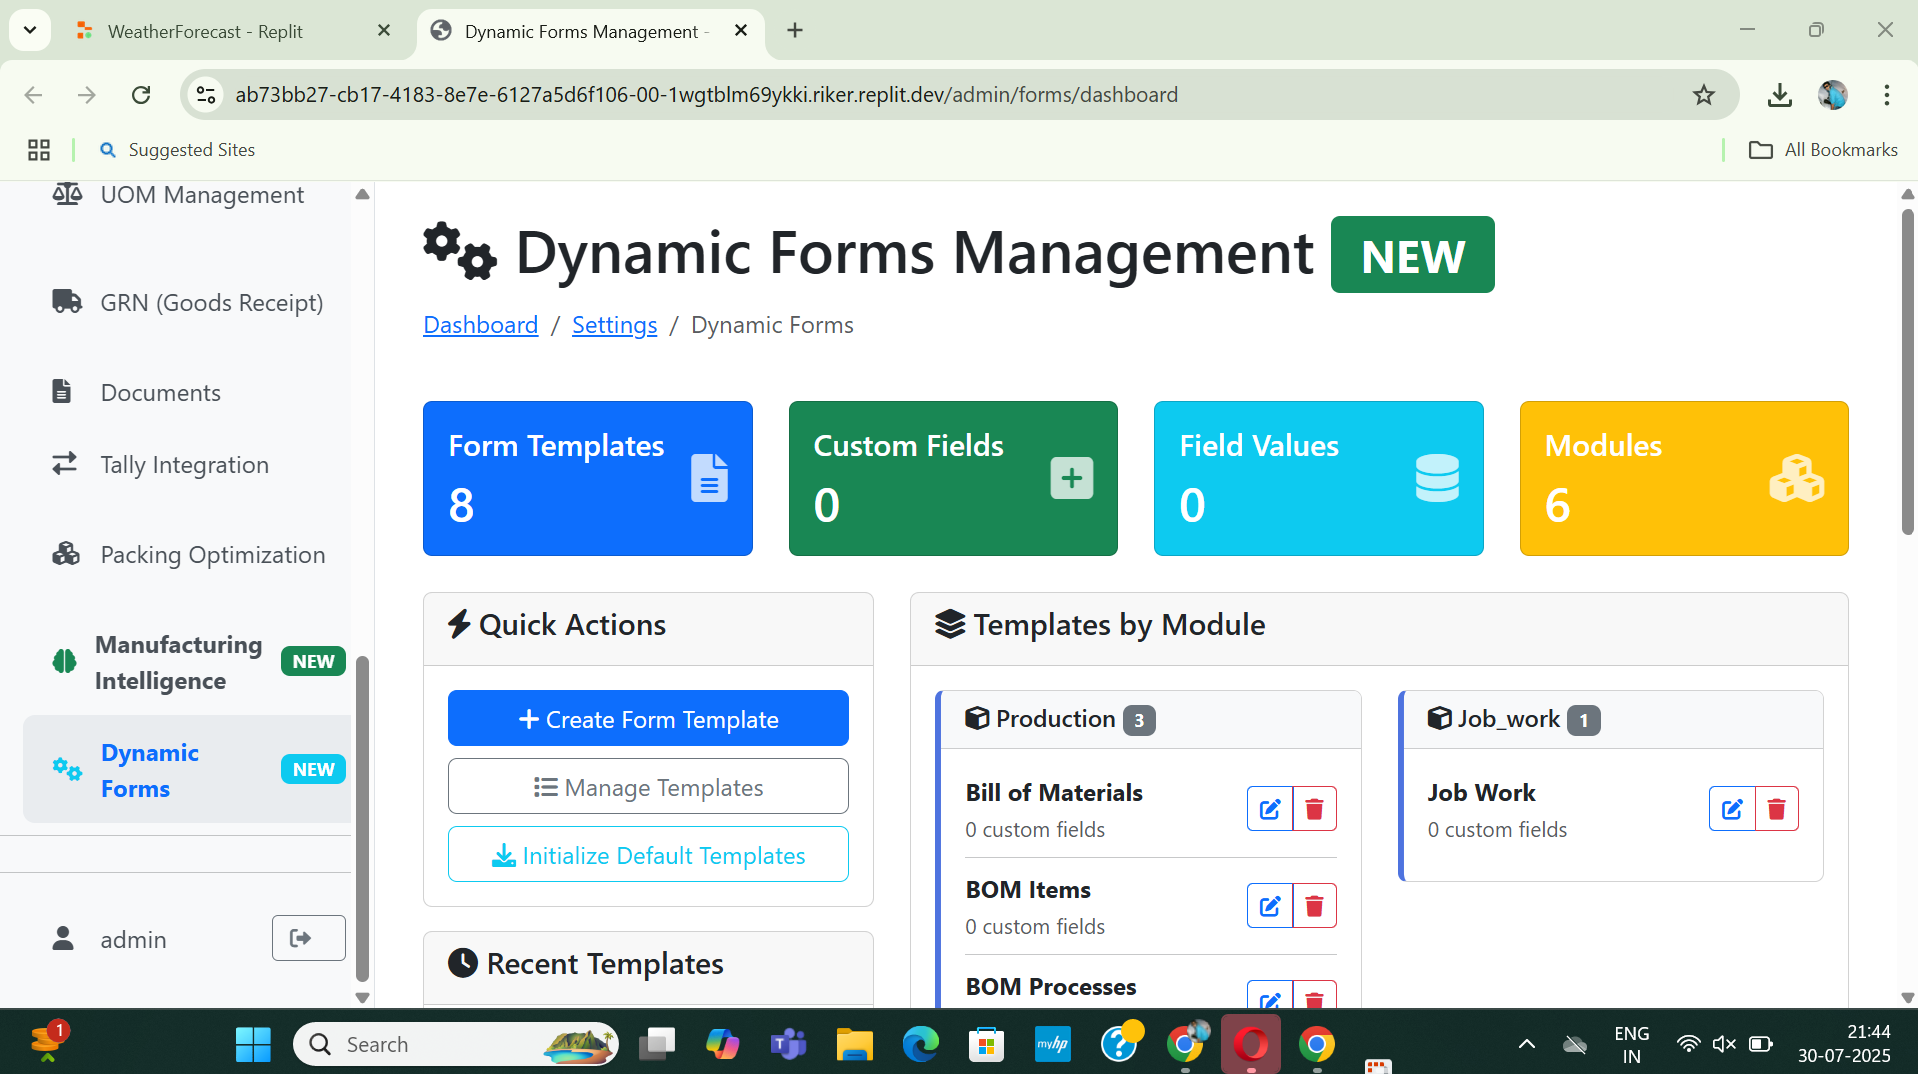 WeatherForecast - Replit
Dynamic Forms Management -
ab73bb27-cb17-4183-8e7e-6127a5d6f106-00-1wgtblm69ykki.riker.replit.dev/admin/forms/dashboard
Suggested Sites
All Bookmarks
UOM Management
GRN (Goods Receipt)
Documents
Tally Integration
Packing Optimization
Manufacturing
Intelligence
NEW
Dynamic
Forms
NEW
admin
Dynamic Forms Management NEW
Dashboard / Settings / Dynamic Forms
Form Templates
8
Custom Fields
0
Field Values
0
Modules
6
Quick Actions
Create Form Template
Manage Templates
Initialize Default Templates
Recent Templates
Templates by Module
Production 3
Bill of Materials
0 custom fields
BOM Items
0 custom fields
BOM Processes
Job_work 1
Job Work
0 custom fields
1
Search
myhp
ENG
IN
21:44
30-07-2025